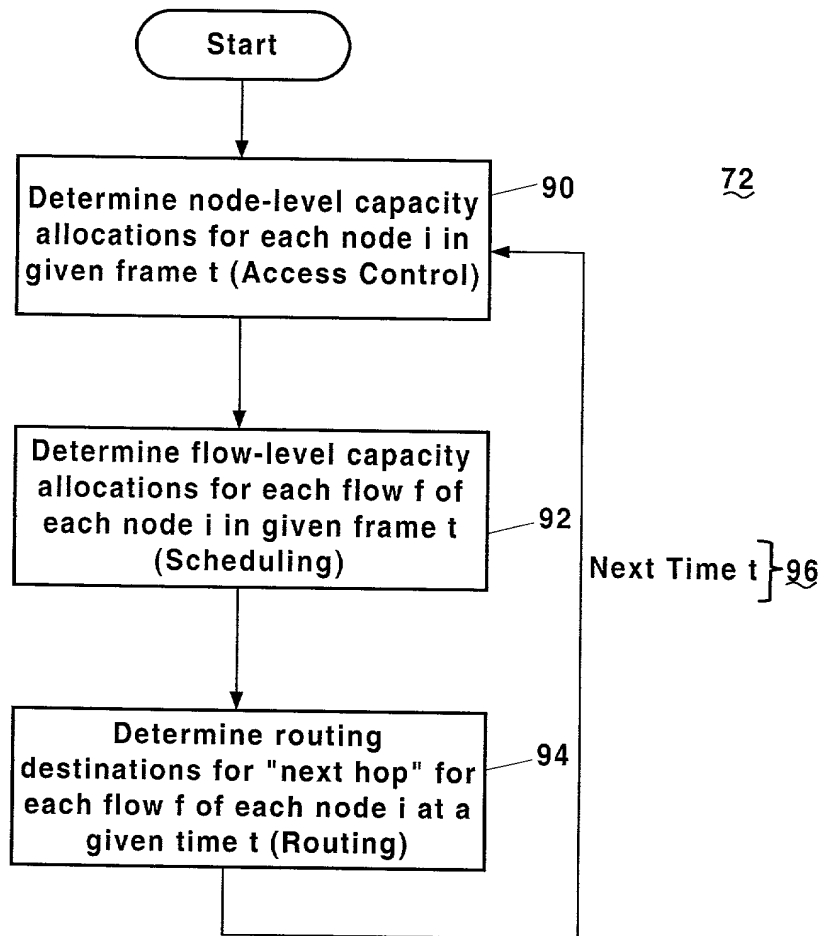 Start
Determine node-level capacity
allocations for each node i in
given frame t (Access Control)
90
72
Determine flow-level capacity
allocations for each flow f of
each node i in given frame t
(Scheduling)
92
Next Time t
96
Determine routing
destinations for "next hop" for
each flow f of each node i at a
given time t (Routing)
94